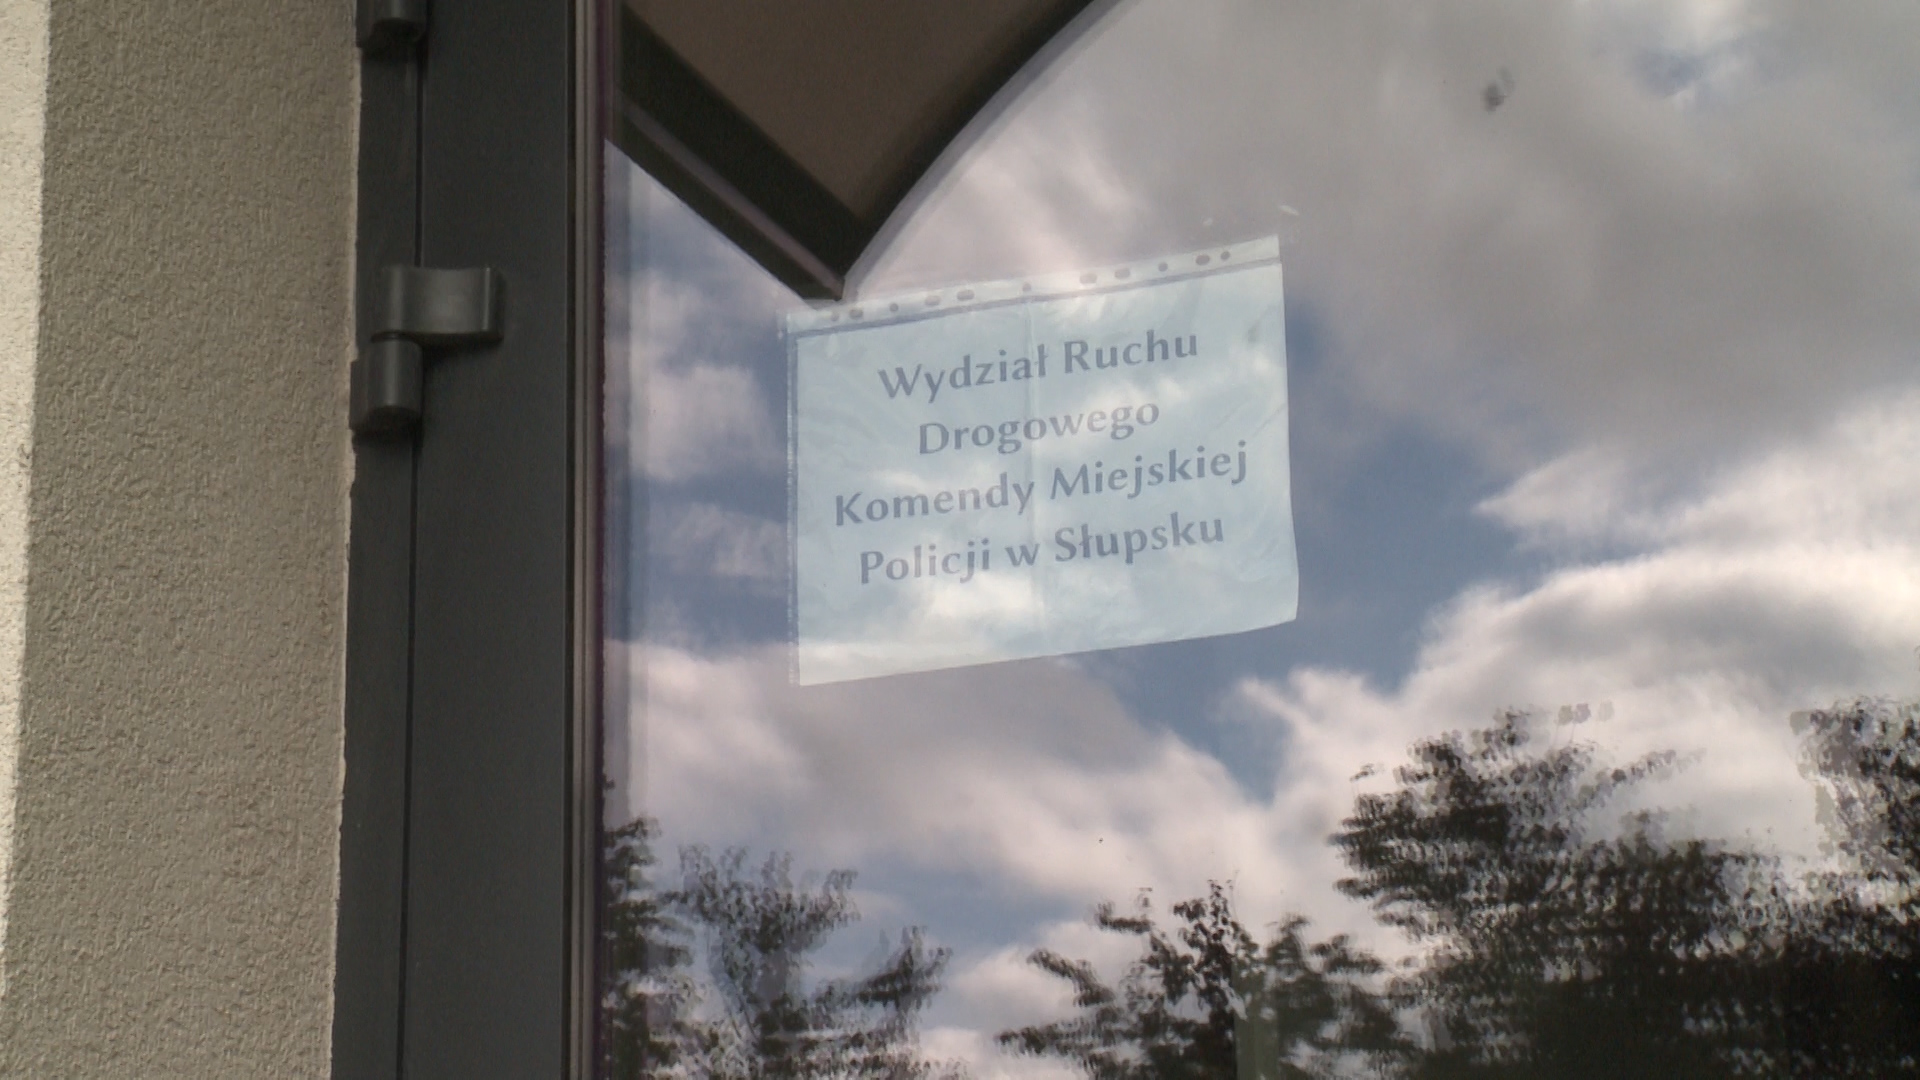 Wydział Ruchu
Drogowego
Komendy Miejskiej
Policji w Słupsku